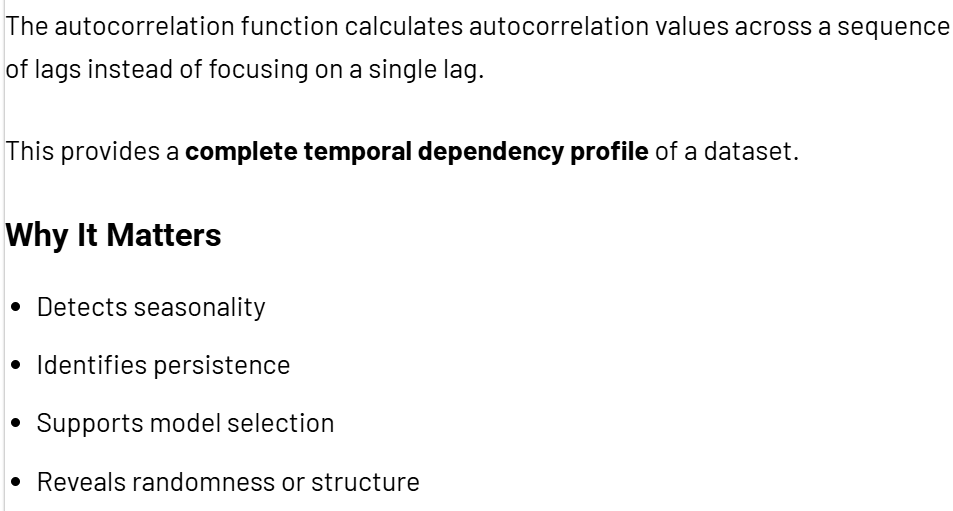 The autocorrelation function calculates autocorrelation values across a sequence
of lags instead of focusing on a single lag.
This provides a complete temporal dependency profile of a dataset.
Why It Matters
• Detects seasonality
• Identifies persistence
• Supports model selection
• Reveals randomness or structure